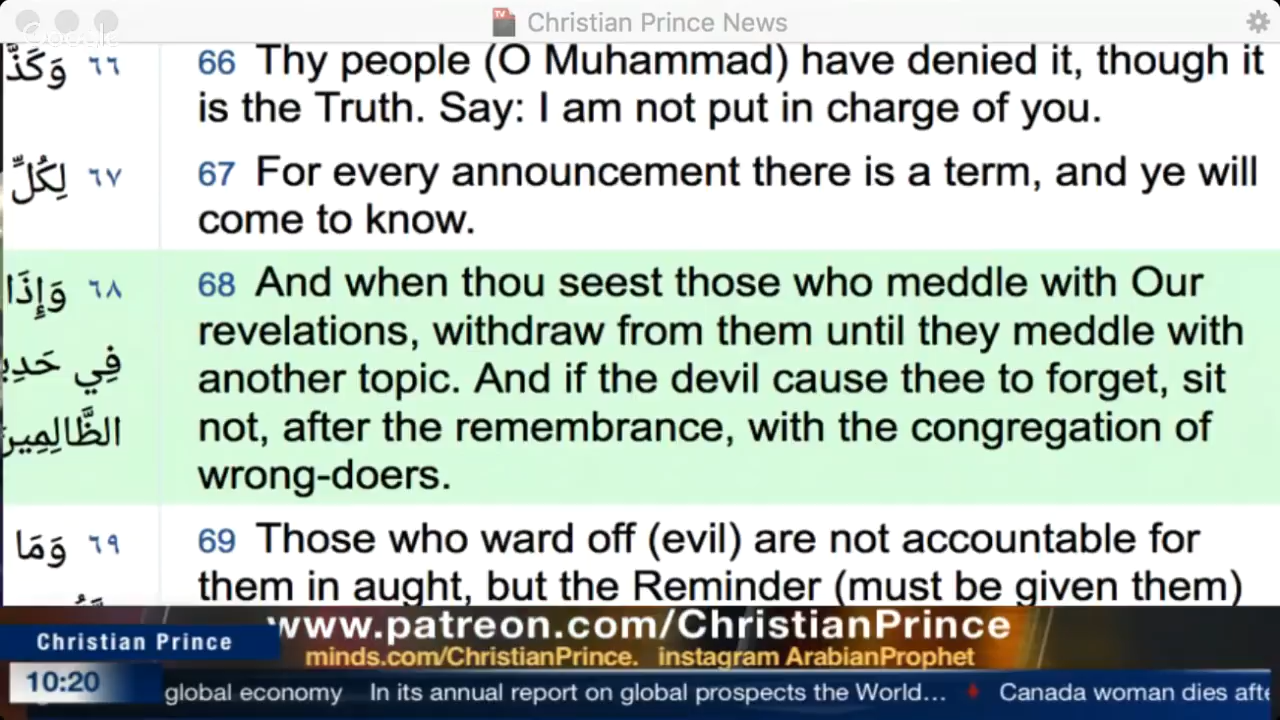 Google
TV
Christian Prince News
٦٦ وَكَذَّ
66 Thy people (O Muhammad) have denied it, though it
is the Truth. Say: I am not put in charge of you.
٦٧ لِكُلِّ
67 For every announcement there is a term, and ye will
come to know.
٦٨ وَإِذَا
فِي
الظَّالِمِينَ
68 And when thou seest those who meddle with Our
revelations, withdraw from them until they meddle with
another topic. And if the devil cause thee to forget, sit
not, after the remembrance, with the congregation of
wrong-doers.
٦٩ وَمَا
69 Those who ward off (evil) are not accountable for
them in aught, but the Reminder (must be given them)
www.patreon.com/ChristianPrince
Christian Prince
minds.com/ChristianPrince. instagram ArabianProphet
10:20
global economy In its annual report on global prospects the World... Canada woman dies afte